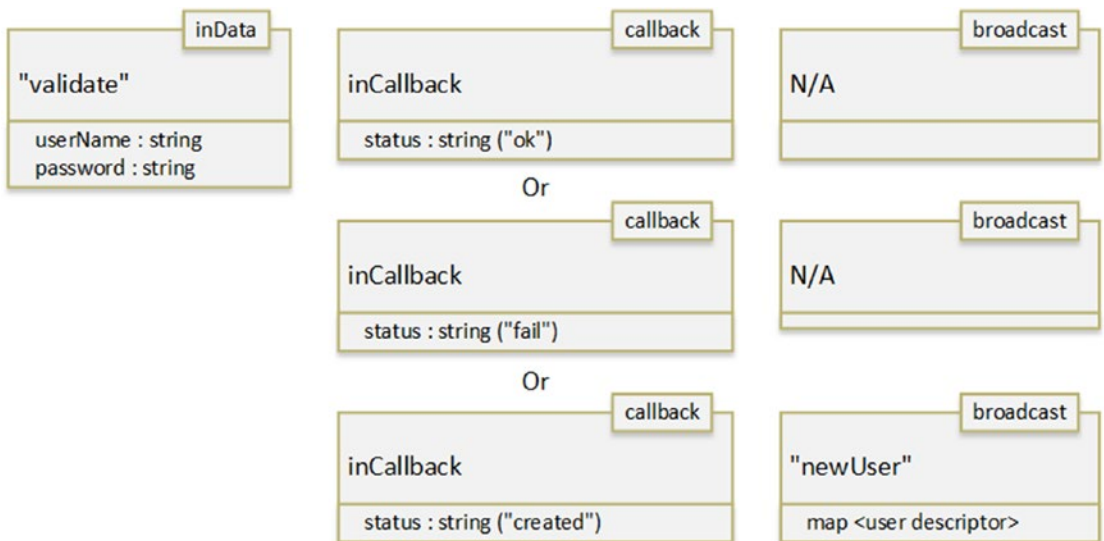 inData
"validate"
userName : string
password : string
callback
inCallback
status : string ("ok")
broadcast
N/A
Or
callback
inCallback
status : string ("fail")
broadcast
N/A
Or
callback
inCallback
status : string ("created")
broadcast
"newUser"
map <user descriptor>